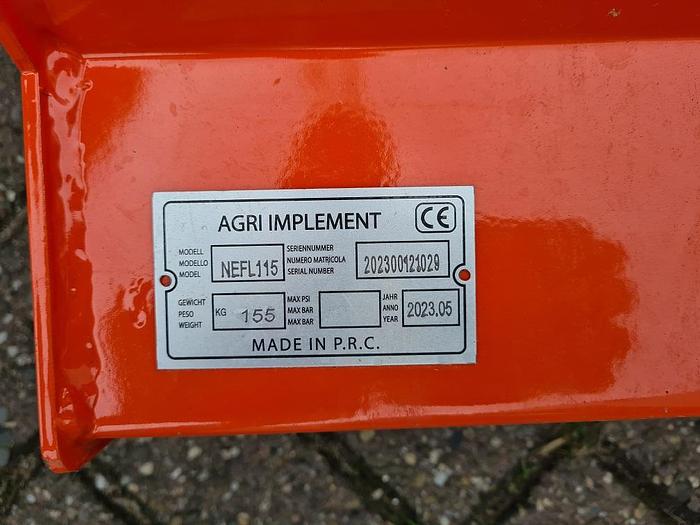 AGRI IMPLEMENT CE
MODELL
MODELLO
MODEL
NEFL115
SERIENNUMMER
NUMERO MATRICOLA
SERIAL NUMBER
202300121029
GEWICHT
PESO
WEIGHT
KG 155
MAX PSI
MAX BAR
MAX BAR
JAHR
ANNO
YEAR
2023.05
MADE IN P.R.C.